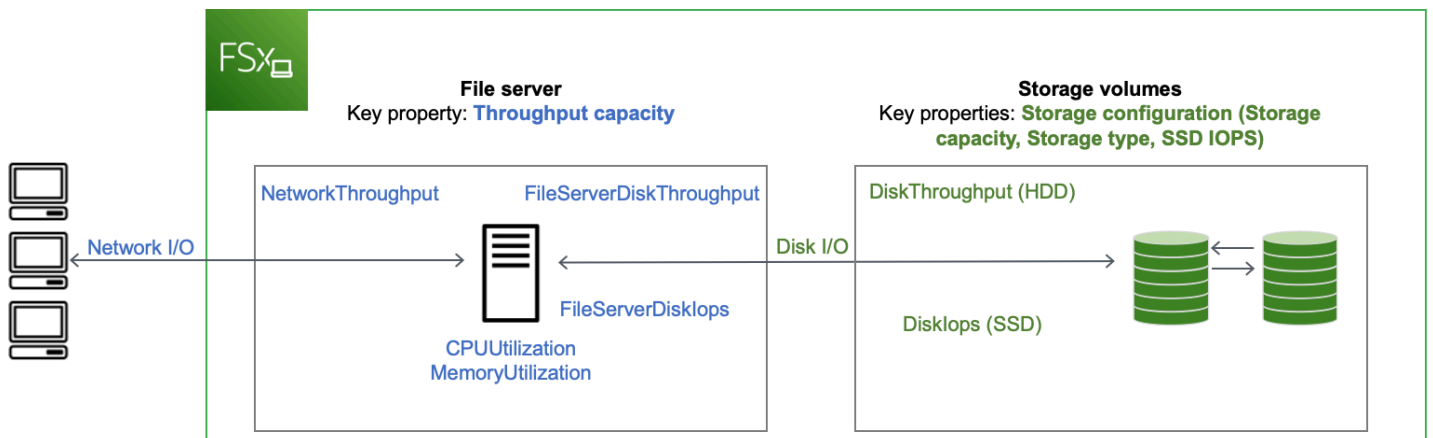 FSx
File server
Key property: Throughput capacity
Storage volumes
Key properties: Storage configuration (Storage
capacity, Storage type, SSD IOPS)
NetworkThroughput
FileServerDiskThroughput
DiskThroughput (HDD)
Network I/O
Disk I/O
FileServerDiskIops
DiskIops (SSD)
CPUUtilization
MemoryUtilization